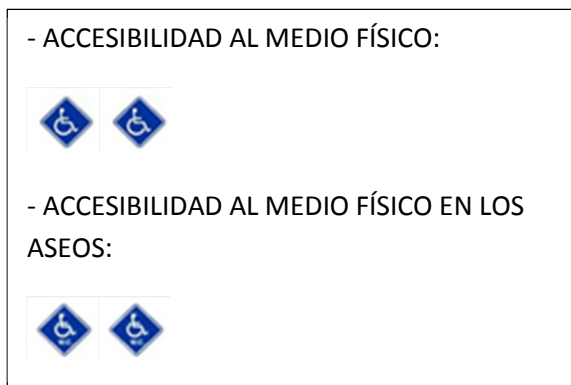 - ACCESIBILIDAD AL MEDIO FÍSICO:
- ACCESIBILIDAD AL MEDIO FÍSICO EN LOS
ASEOS: